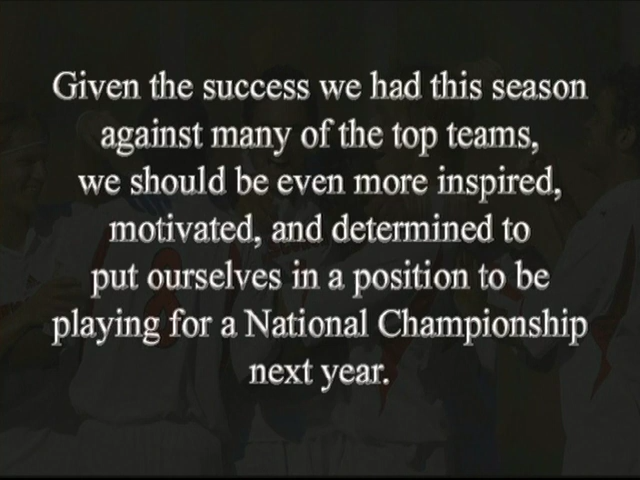 Given the success we had this season
against many of the top teams,
we should be even more inspired,
motivated, and determined to
put ourselves in a position to be
playing for a National Championship
next year.